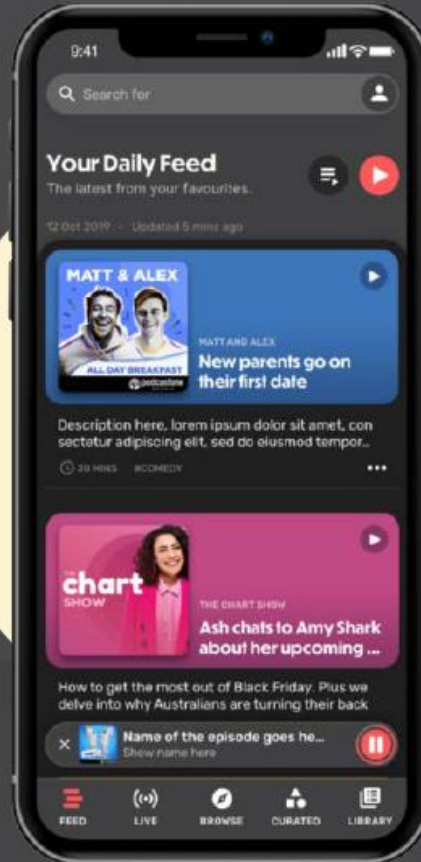 9:41
Search for
Your Daily Feed
The latest from your favourites.
12 Oct 2019 - Updated 5 mins ago
MATT & ALEX
ALL DAY BREAKFAST
podcastone
MATT AND ALEX
New parents go on
their first date
Description here, lorem ipsum dolor sit amet, con
sectetur adipiscing elit, sed do eiusmod tempor...
20 MINS #COMEDY
THE
chart
SHOW
THE CHART SHOW
Ash chats to Amy Shark
about her upcoming ...
How to get the most out of Black Friday. Plus we
delve into why Australians are turning their back
Name of the episode goes he...
Show name here
FEED
LIVE
BROWSE
CURATED
LIBRARY